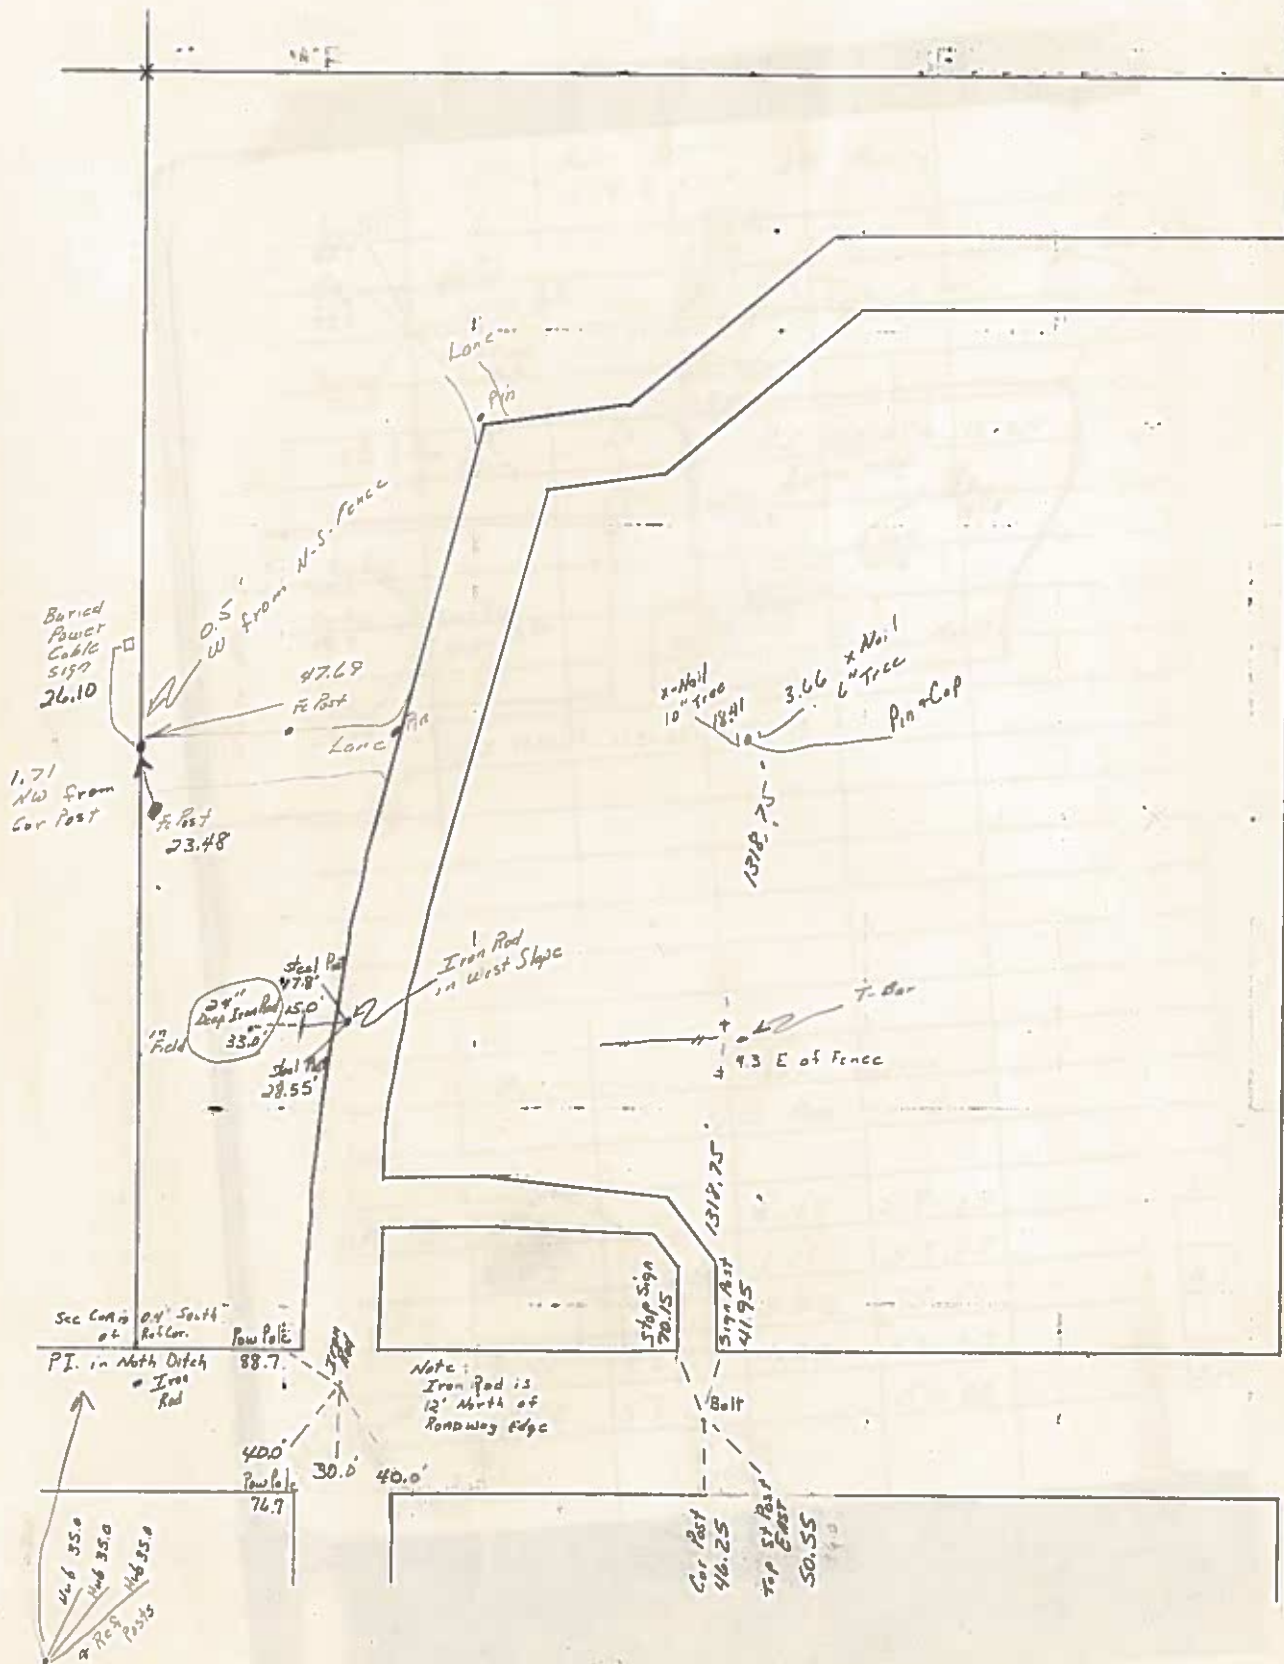 Lane
Pin
0.5'
W from N-S. Fence
Buried
Power
Cable
Sign
26.10
47.69
Fc Post
Lane
Pin
1.71
NW from
Cor Post
Fc Post
23.48
x-Nail
10" Tree
18.41
3.66
x Nail
6" Tree
Pin + Cap
1318.75
Iron Rod
in West Slope
Steel Post
47.8'
24"
Deep Iron Rod
15.0'
33.0'
in
Field
Steel Post
28.55'
T-Bar
9.3 E of Fence
1318.75'
Stop Sign
70.15
Sign Post
41.95
Sec Cor is 0.4' South
of Ref Cor.
Pow Pole
88.7
P.I. in Noth Ditch
Iron
Rod
Iron
Rod
Note:
Iron Rod is
12' North of
Roadway Edge
Bolt
40.0'
30.0'
40.0'
Pow Pole
76.7
Cor Post
46.25
Top St Post
EAST
50.55
Hub 35.0
Hub 35.0
Hub 35.0
Posts